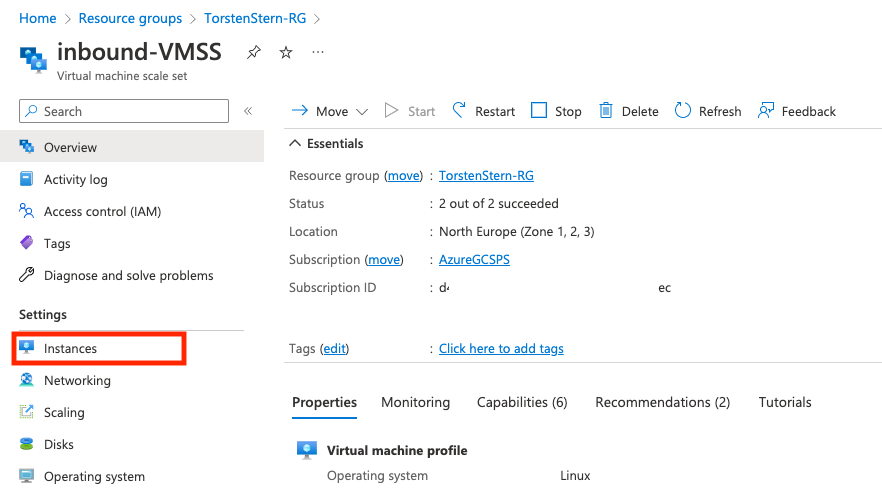 Home > Resource groups > TorstenStern-RG >
inbound-VMSS
Virtual machine scale set
Search
Overview
Activity log
Access control (IAM)
Tags
Diagnose and solve problems
Settings
Instances
Networking
Scaling
Disks
Operating system
Move Start Restart Stop Delete Refresh Feedback
Essentials
Resource group (move) : TorstenStern-RG
Status : 2 out of 2 succeeded
Location : North Europe (Zone 1, 2, 3)
Subscription (move) : AzureGCSPS
Subscription ID : ec
Tags (edit) : Click here to add tags
Properties Monitoring Capabilities (6) Recommendations (2) Tutorials
Virtual machine profile
Operating system Linux